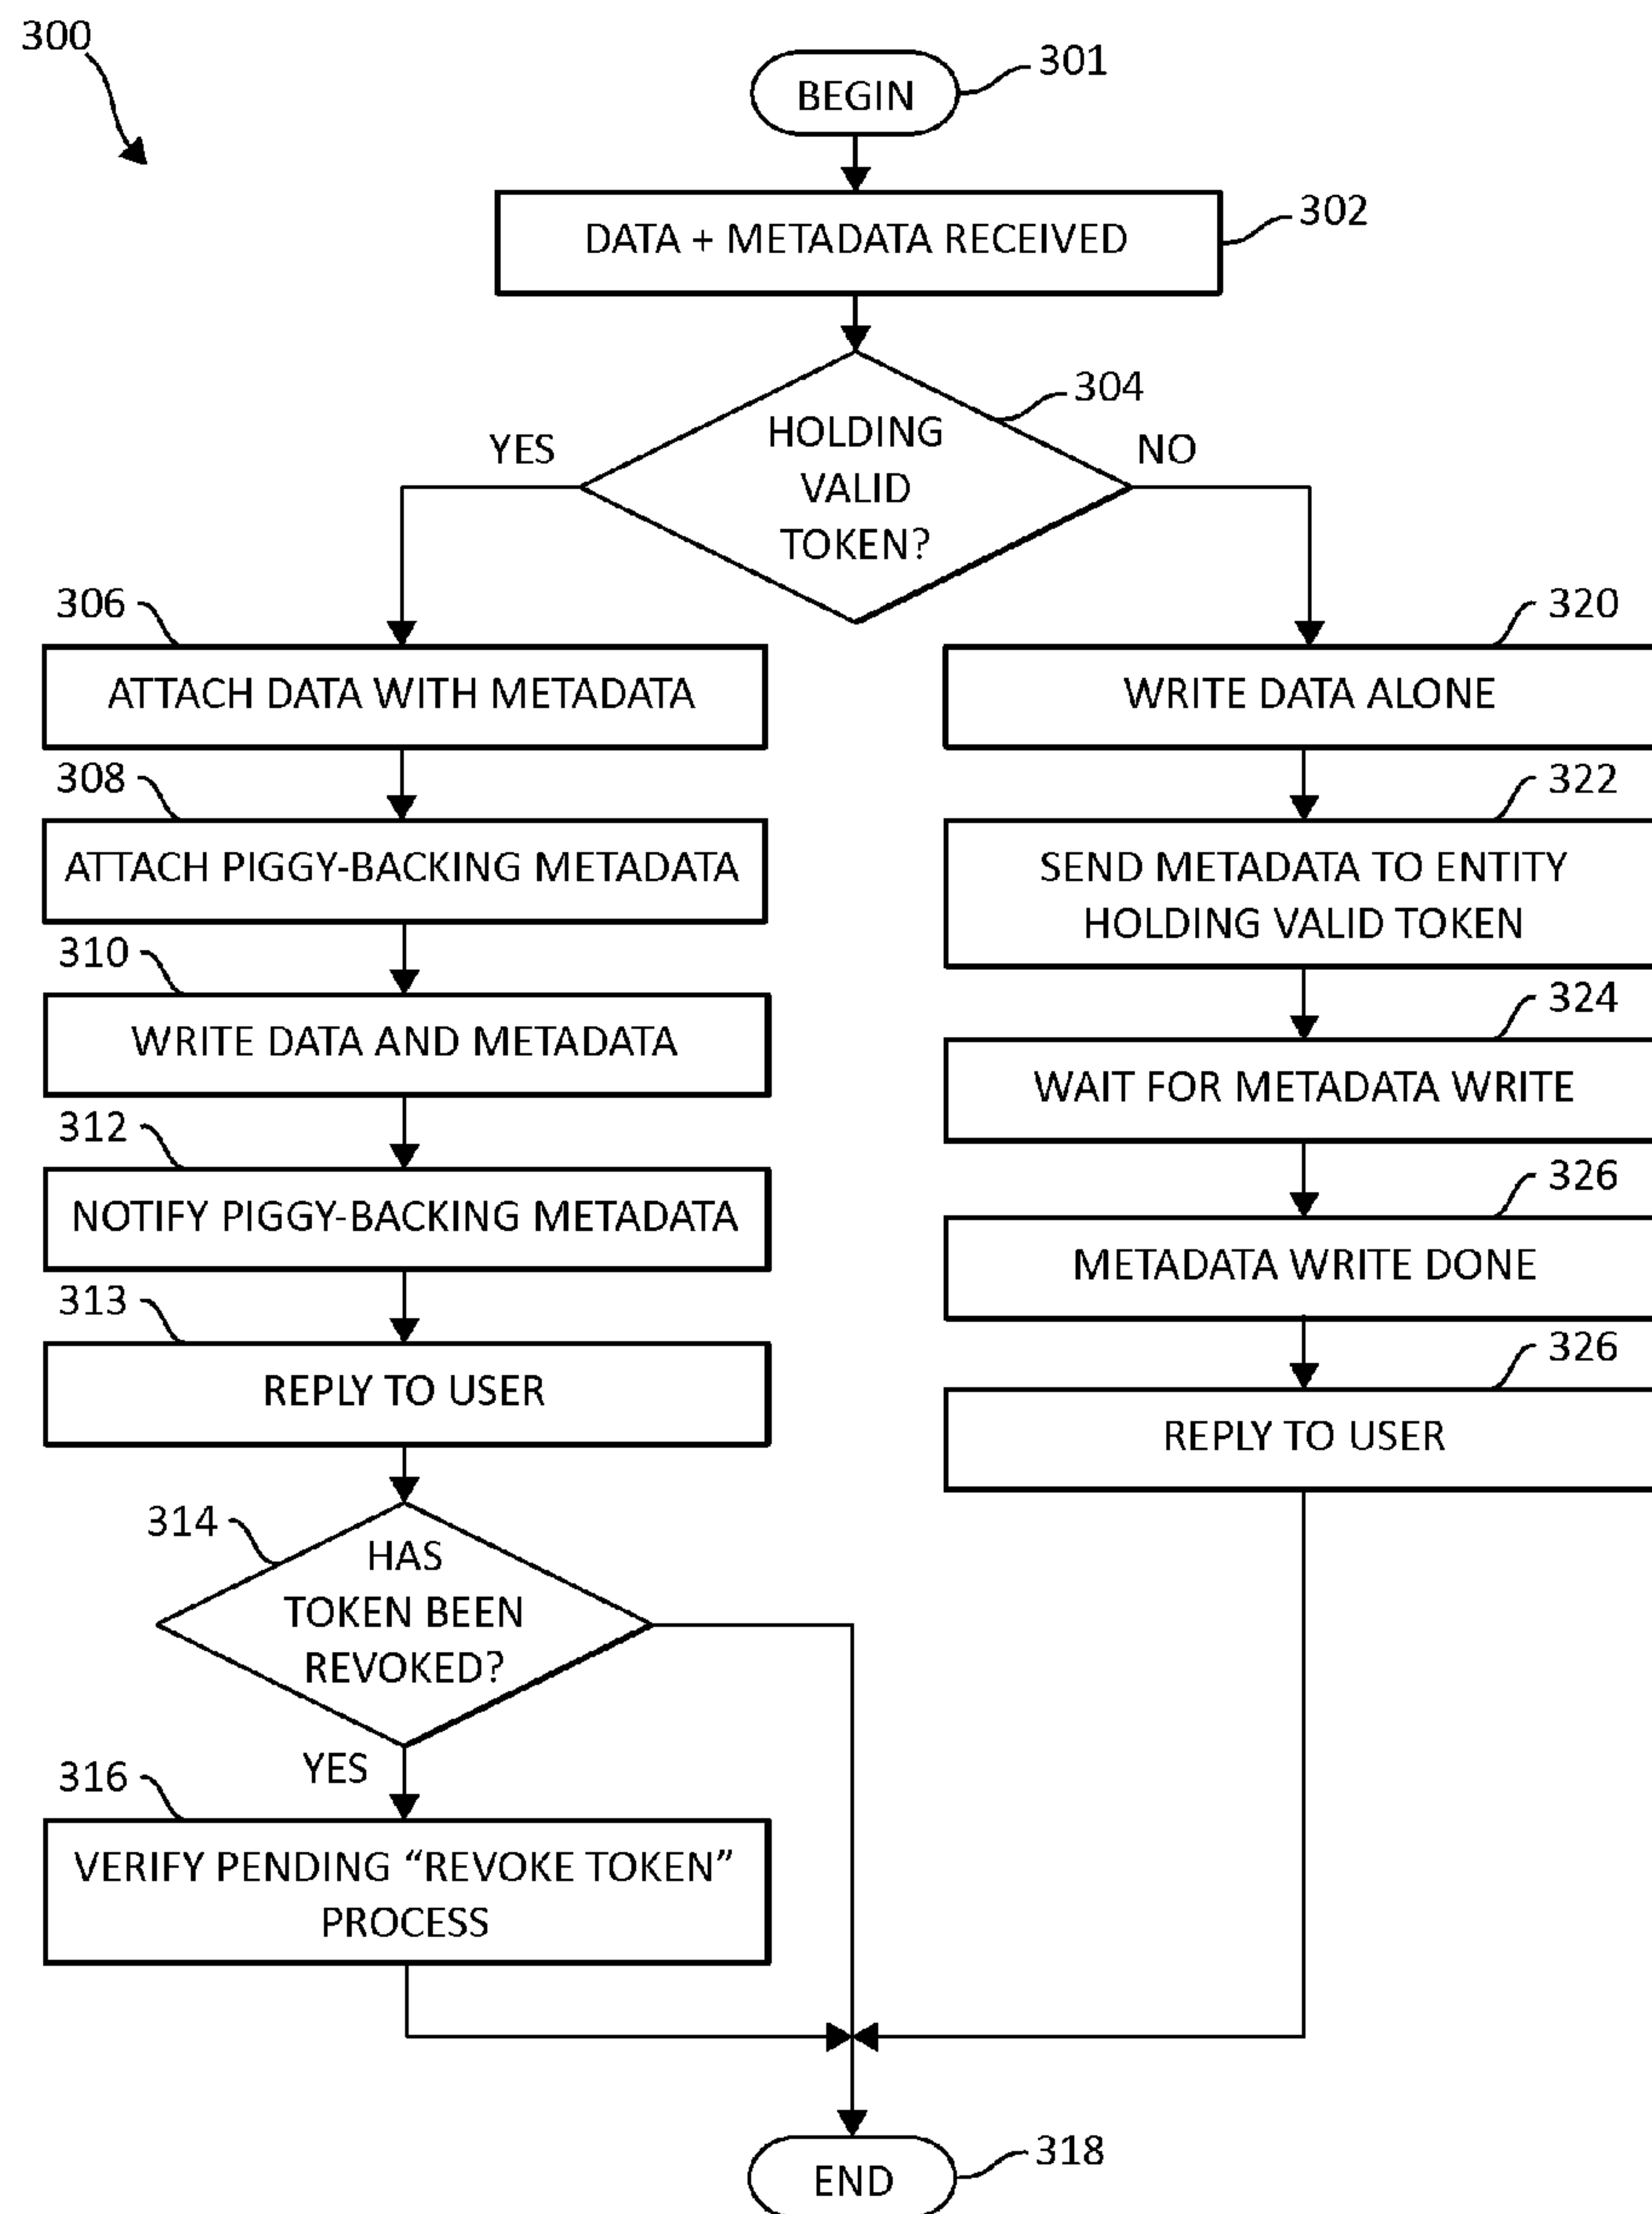 300
BEGIN
301
DATA + METADATA RECEIVED
302
304
HOLDING
VALID
TOKEN?
YES
NO
306
ATTACH DATA WITH METADATA
308
ATTACH PIGGY-BACKING METADATA
310
WRITE DATA AND METADATA
312
NOTIFY PIGGY-BACKING METADATA
313
REPLY TO USER
314
HAS
TOKEN BEEN
REVOKED?
YES
316
VERIFY PENDING “REVOKE TOKEN”
PROCESS
320
WRITE DATA ALONE
322
SEND METADATA TO ENTITY
HOLDING VALID TOKEN
324
WAIT FOR METADATA WRITE
326
METADATA WRITE DONE
326
REPLY TO USER
END
318